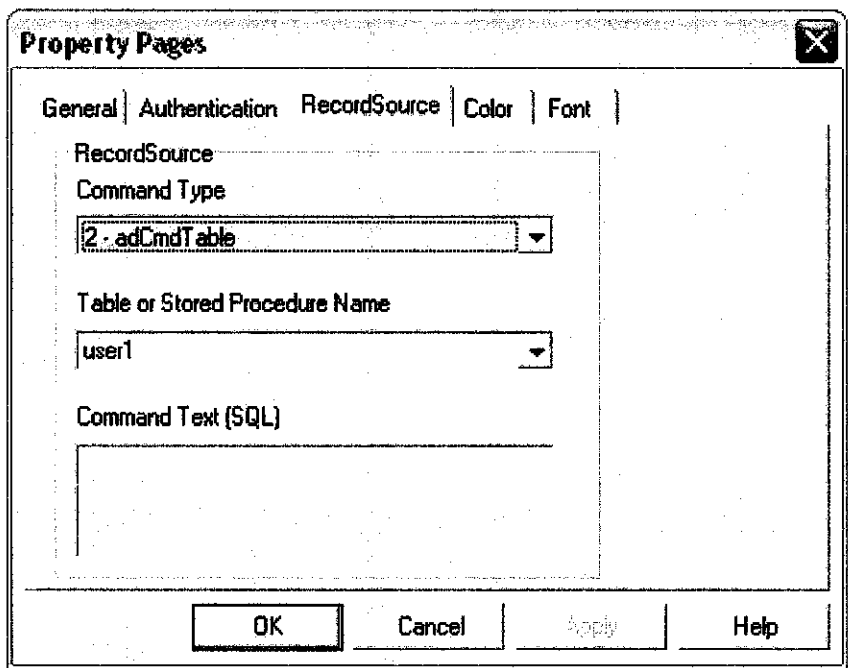 Property Pages
General Authentication RecordSource Color Font
RecordSource
Command Type
2 - adCmdTable
Table or Stored Procedure Name
user1
Command Text (SQL)
OK Cancel Apply Help